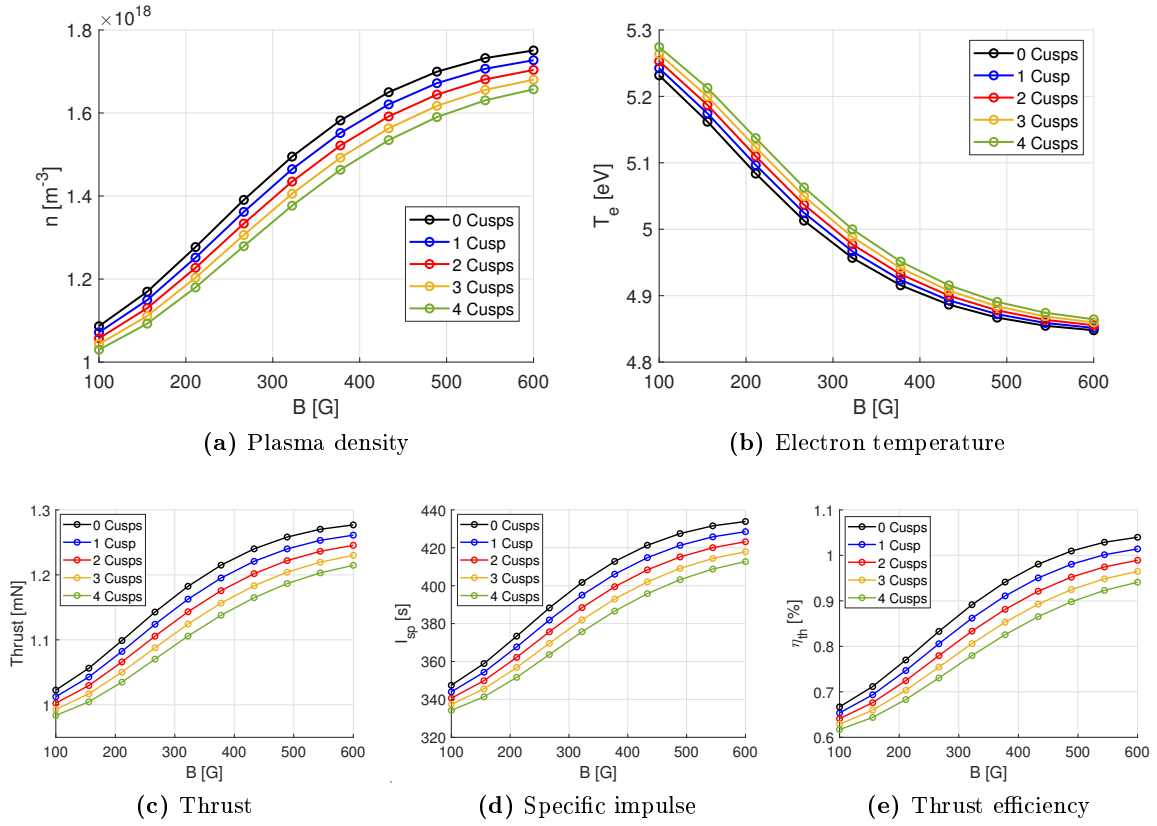 ×10^18
1.8
1.6
1.4
1.2
1
n [m^-3]
0 Cusps
1 Cusp
2 Cusps
3 Cusps
4 Cusps
100 200 300 400 500 600
B [G]
(a) Plasma density
5.3
5.2
5.1
5
4.9
4.8
T_e [eV]
0 Cusps
1 Cusp
2 Cusps
3 Cusps
4 Cusps
100 200 300 400 500 600
B [G]
(b) Electron temperature
1.3
1.2
1.1
1
Thrust [mN]
0 Cusps
1 Cusp
2 Cusps
3 Cusps
4 Cusps
100 200 300 400 500 600
B [G]
(c) Thrust
440
420
400
380
360
340
320
I_sp [s]
0 Cusps
1 Cusp
2 Cusps
3 Cusps
4 Cusps
100 200 300 400 500 600
B [G]
(d) Specific impulse
1.1
1
0.9
0.8
0.7
0.6
η_th [%]
0 Cusps
1 Cusp
2 Cusps
3 Cusps
4 Cusps
100 200 300 400 500 600
B [G]
(e) Thrust efficiency